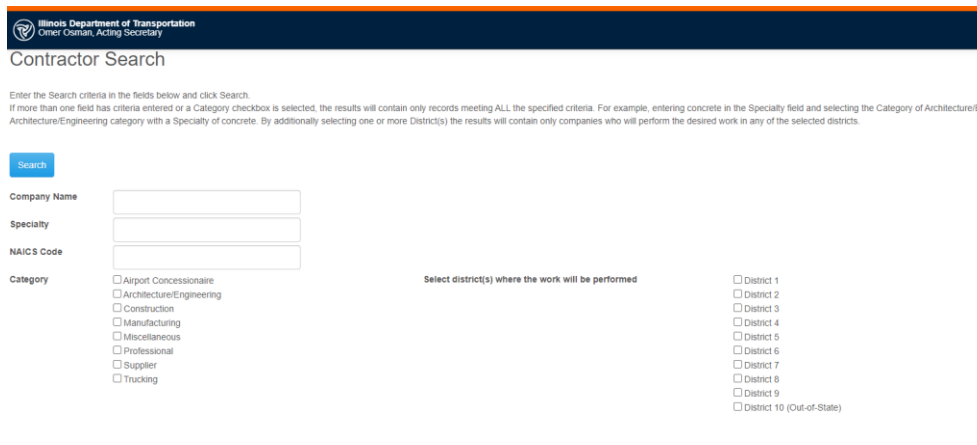 Illinois Department of Transportation
Omer Osman, Acting Secretary
Contractor Search
Enter the Search criteria in the fields below and click Search.
If more than one field has criteria entered or a Category checkbox is selected, the results will contain only records meeting ALL the specified criteria. For example, entering concrete in the Specialty field and selecting the Category of Architecture/E
Architecture/Engineering category with a Specialty of concrete. By additionally selecting one or more District(s) the results will contain only companies who will perform the desired work in any of the selected districts.
Search
Company Name
Specialty
NAICS Code
Category
Airport Concessionaire
Architecture/Engineering
Construction
Manufacturing
Miscellaneous
Professional
Supplier
Trucking
Select district(s) where the work will be performed
District 1
District 2
District 3
District 4
District 5
District 6
District 7
District 8
District 9
District 10 (Out-of-State)